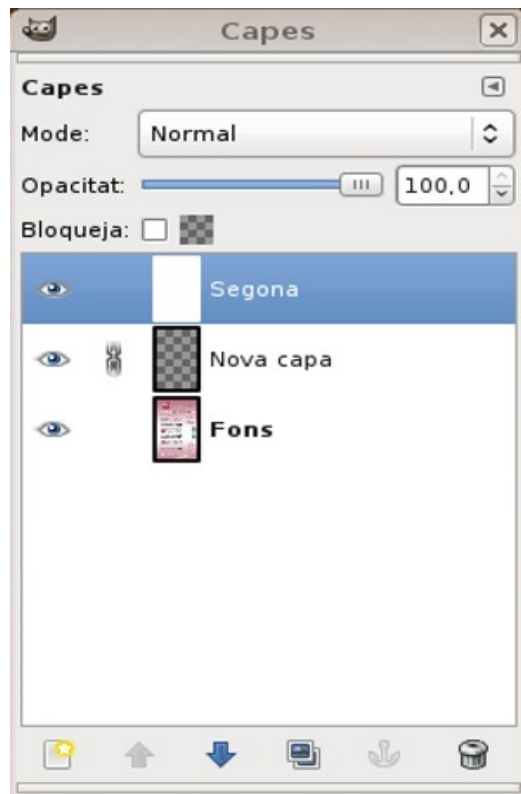 Capes
Capes
Mode: Normal
Opacitat: 100,0
Bloqueja:
Segona
Nova capa
Fons